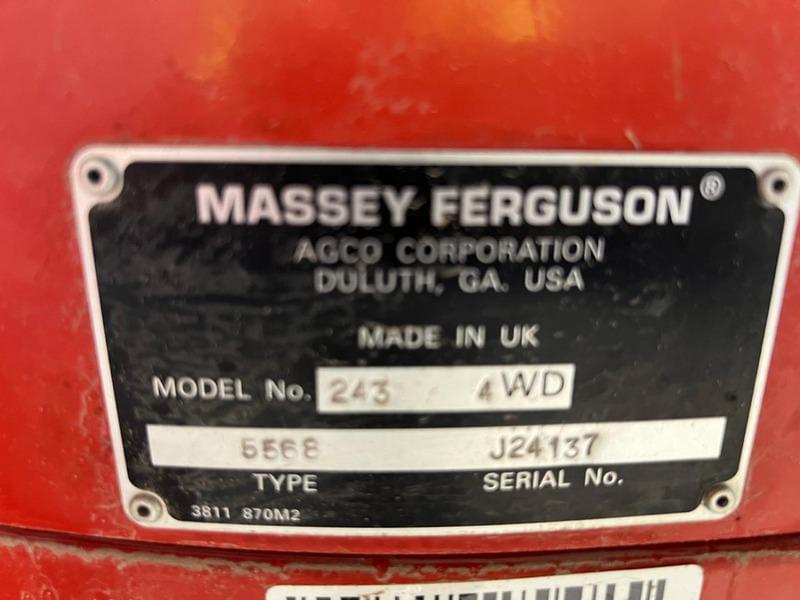 MASSEY FERGUSON®
AGCO CORPORATION
DULUTH, GA. USA
MADE IN UK
MODEL No. 243 4WD
5568 J24137
TYPE SERIAL No.
3811 870M2